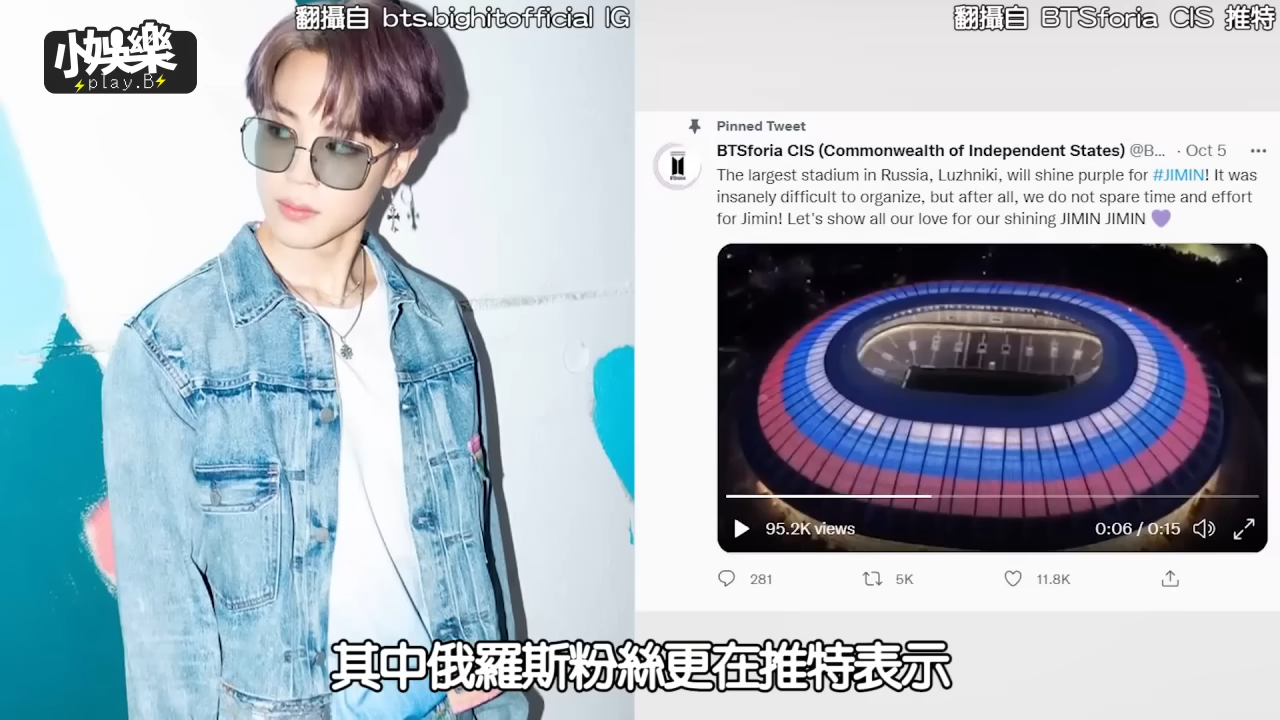 翻攝自 bts.bighitofficial IG
翻攝自 BTSforia CIS 推特
小娛樂
play.B
Pinned Tweet
BTSforia CIS (Commonwealth of Independent States) @B... · Oct 5
The largest stadium in Russia, Luzhniki, will shine purple for #JIMIN! It was
insanely difficult to organize, but after all, we do not spare time and effort
for Jimin! Let's show all our love for our shining JIMIN JIMIN 💜
95.2K views
0:06 / 0:15
281
5K
11.8K
其中俄羅斯粉絲更在推特表示